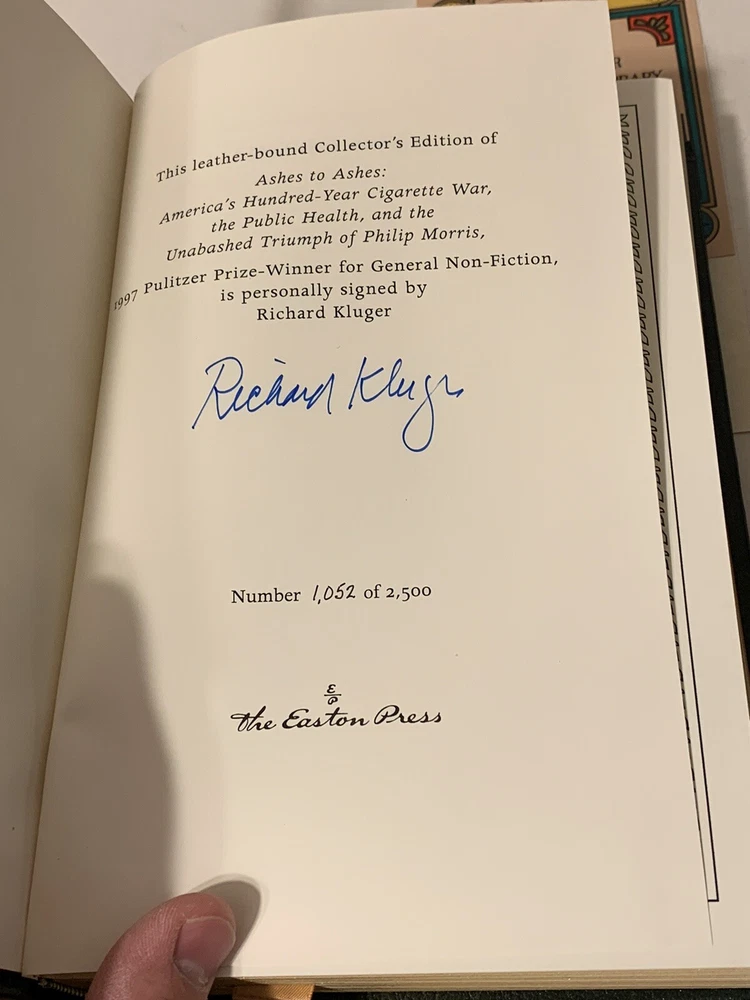 This leather-bound Collector's Edition of
Ashes to Ashes:
America's Hundred-Year Cigarette War,
the Public Health, and the
Unabashed Triumph of Philip Morris,
1997 Pulitzer Prize-Winner for General Non-Fiction,
is personally signed by
Richard Kluger
Richard Kluger
Number 1,052 of 2,500
E
P
The Easton Press